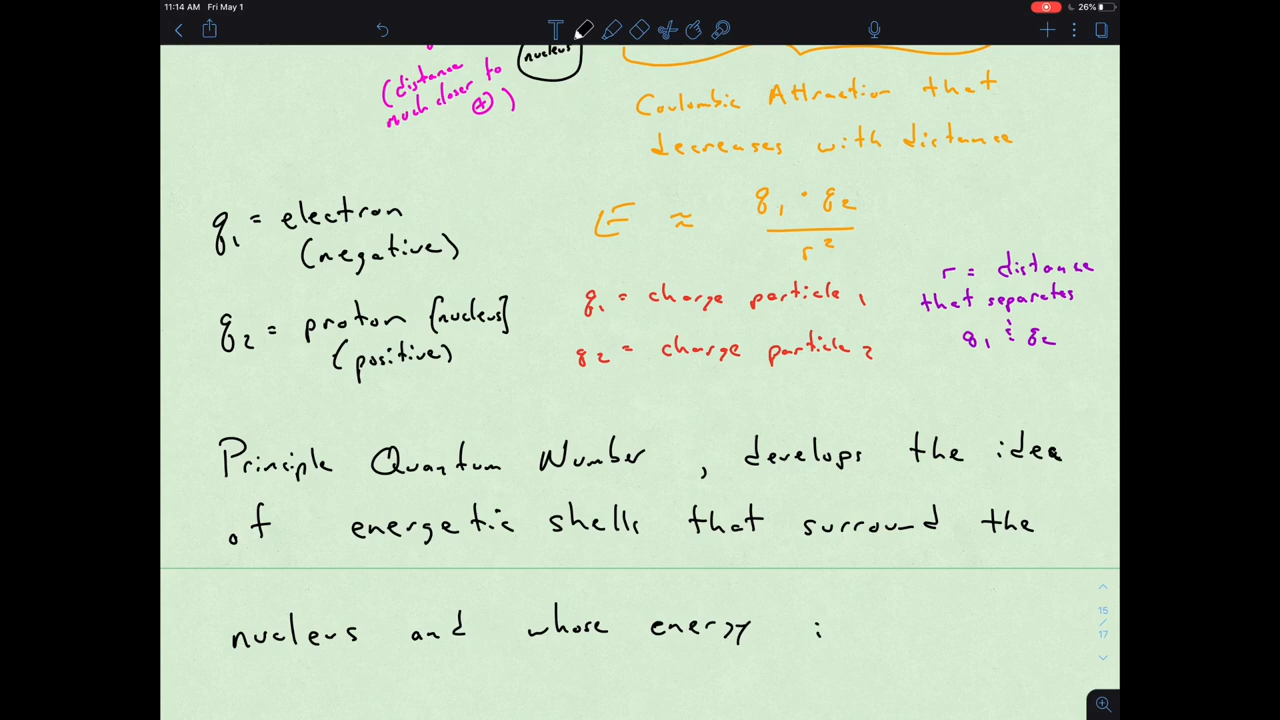 11:14 AM Fri May 1
26%
T
nucleus
(distance
much closer to
+)
Coulombic Attraction that
decreases with distance
q₁ = electron
(negative)
E ≈ q₁ · q₂ / r²
r = distance
that separates
q₁ & q₂
q₂ = proton [nucleus]
(positive)
q₁ = charge particle 1
q₂ = charge particle 2
Principle Quantum Number, develops the idea
of energetic shells that surround the
nucleus and whose energy i
15
/
17